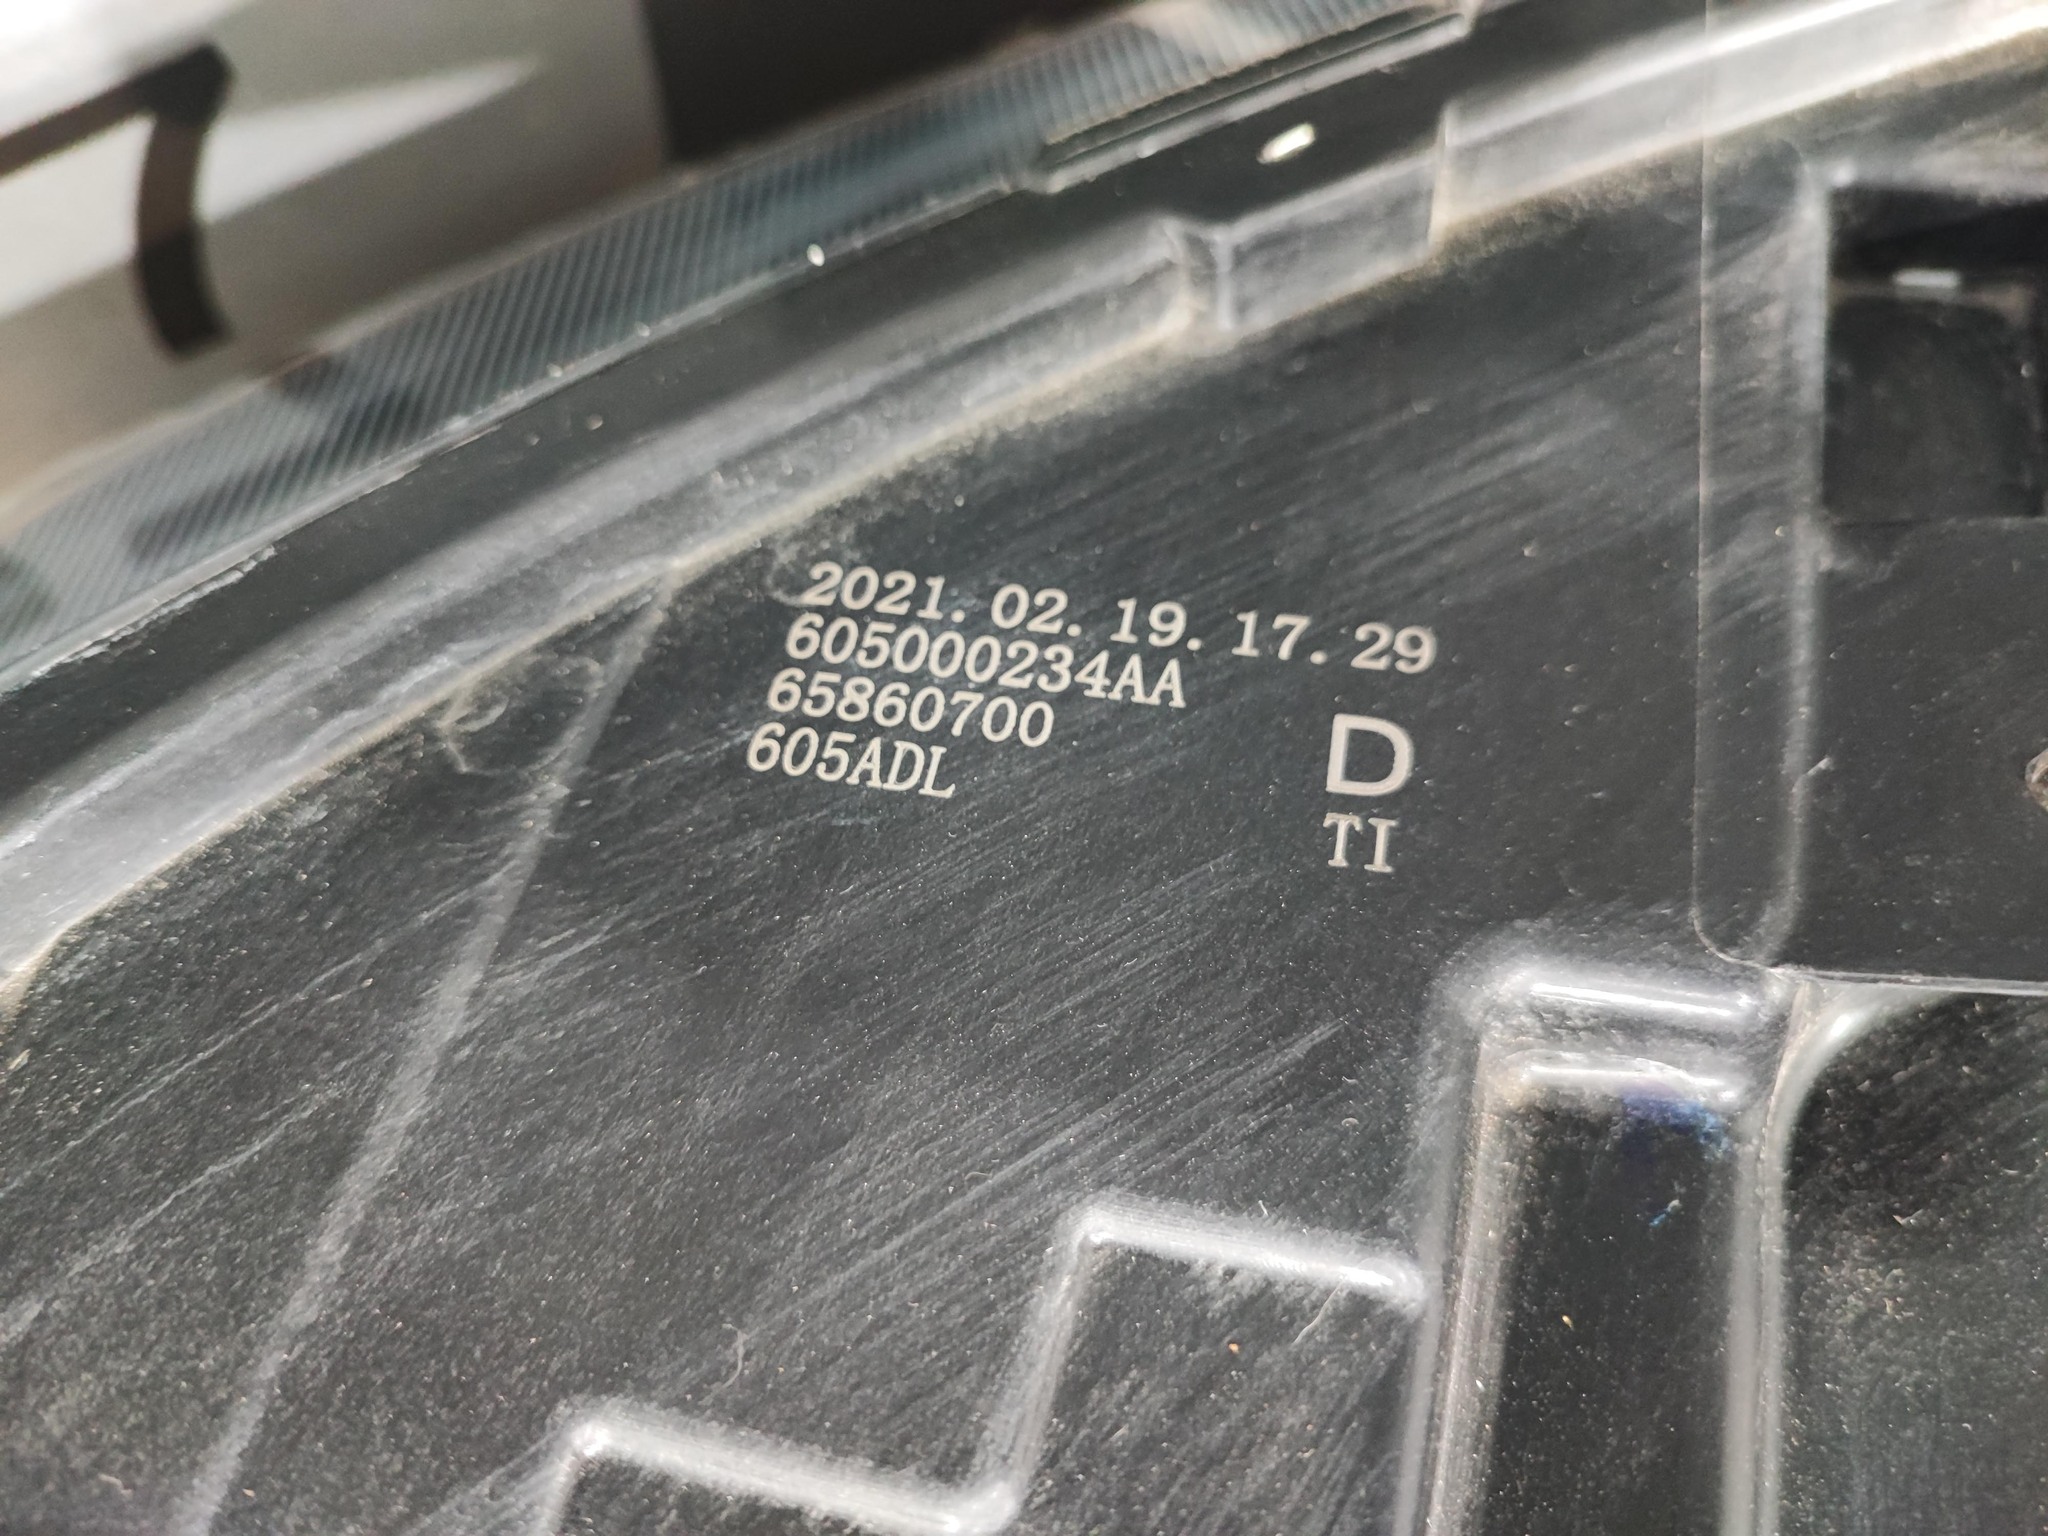 2021. 02. 19. 17. 29
605000234AA
65860700
605ADL
D
TI